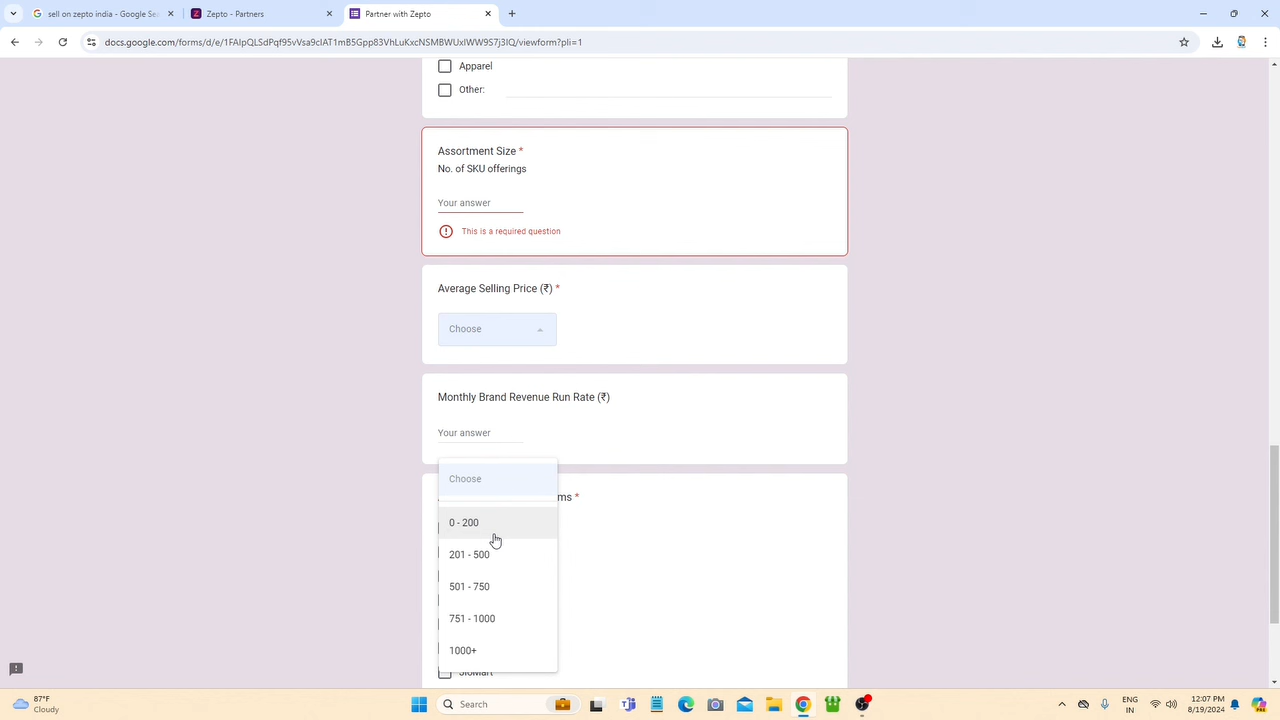 sell on zepto india - Google Sea
Zepto - Partners
Partner with Zepto
docs.google.com/forms/d/e/1FAIpQLSdPqf95vVsa9cIAT1mB5Gpp83VhLuKxcNSMBWUxIWW9S7j3IQ/viewform?pli=1
Apparel
Other:
Assortment Size *
No. of SKU offerings
Your answer
This is a required question
Average Selling Price (₹) *
Choose
Monthly Brand Revenue Run Rate (₹)
Your answer
Choose
ms *
0 - 200
201 - 500
501 - 750
751 - 1000
1000+
87°F
Cloudy
Search
ENG
IN
12:07 PM
8/19/2024